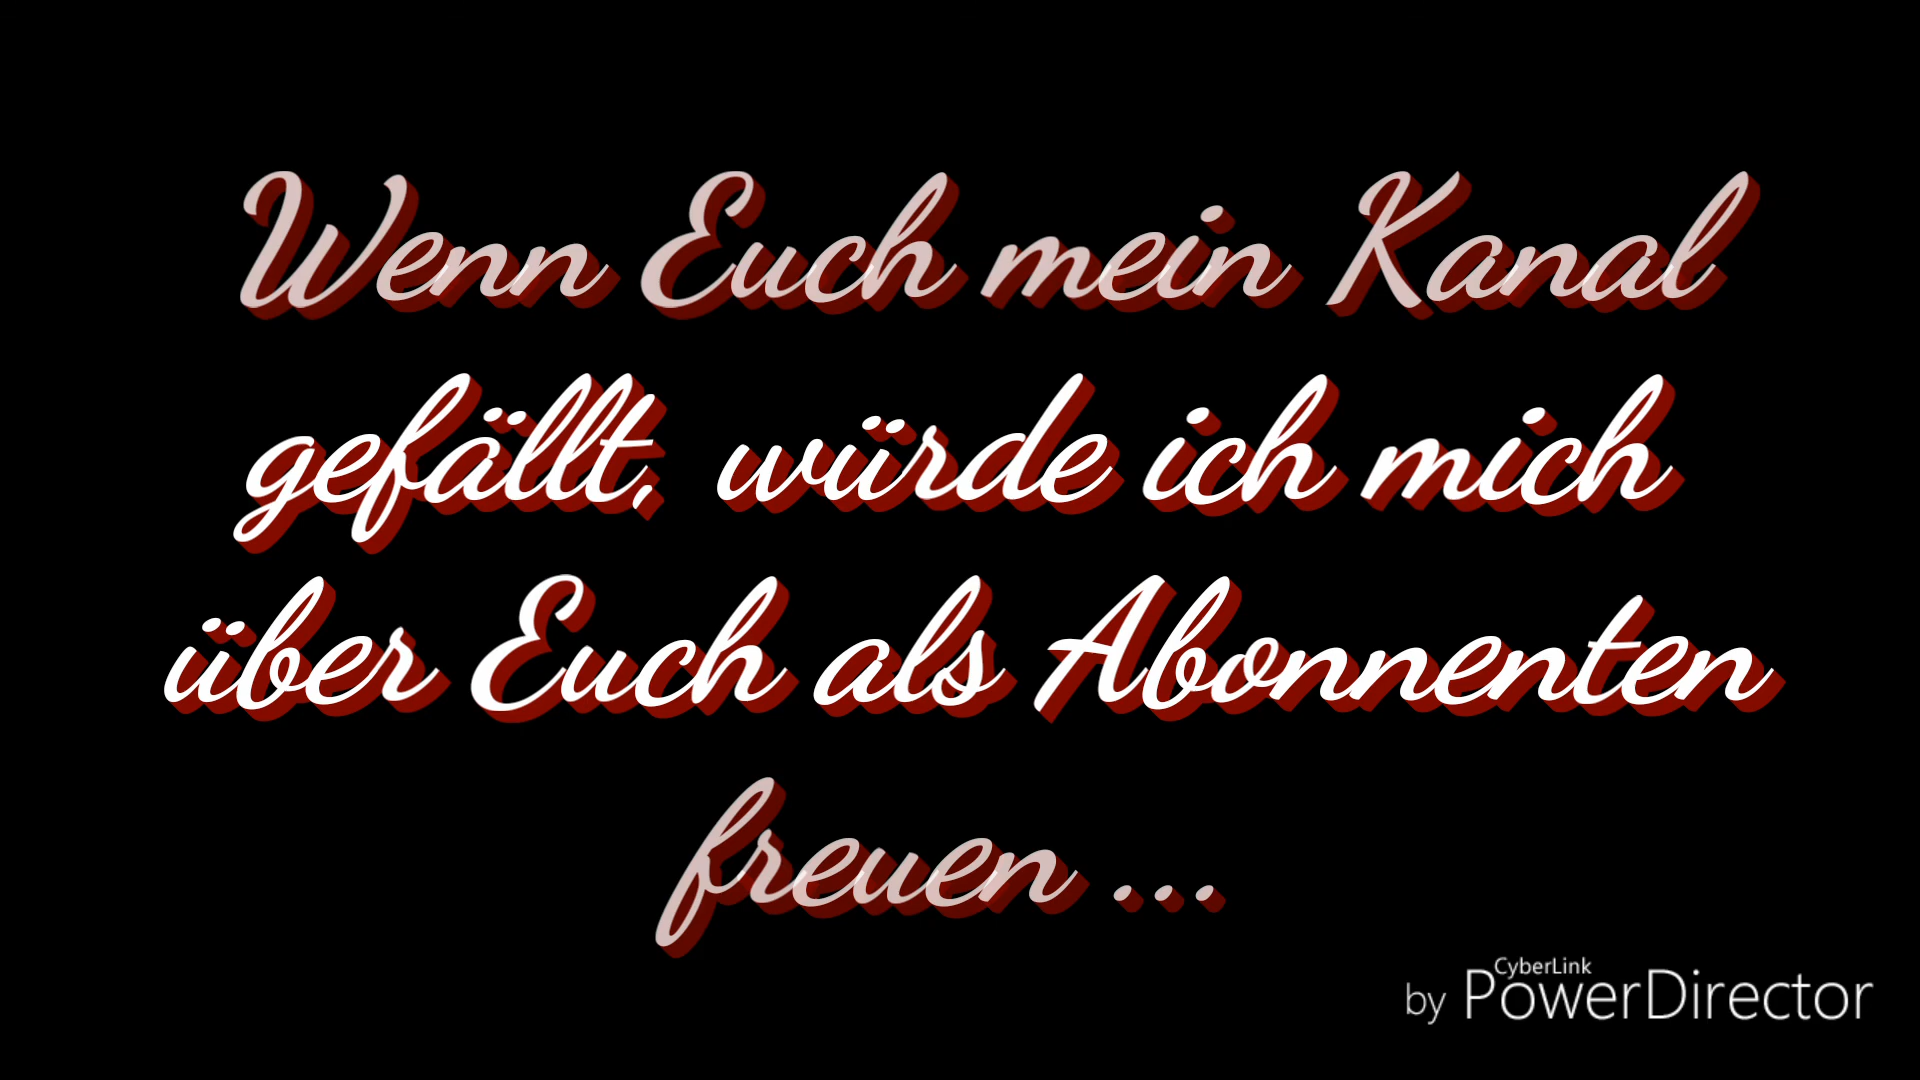 Wenn Euch mein Kanal
gefällt, würde ich mich
über Euch als Abonnenten
freuen ...
CyberLink
by PowerDirector